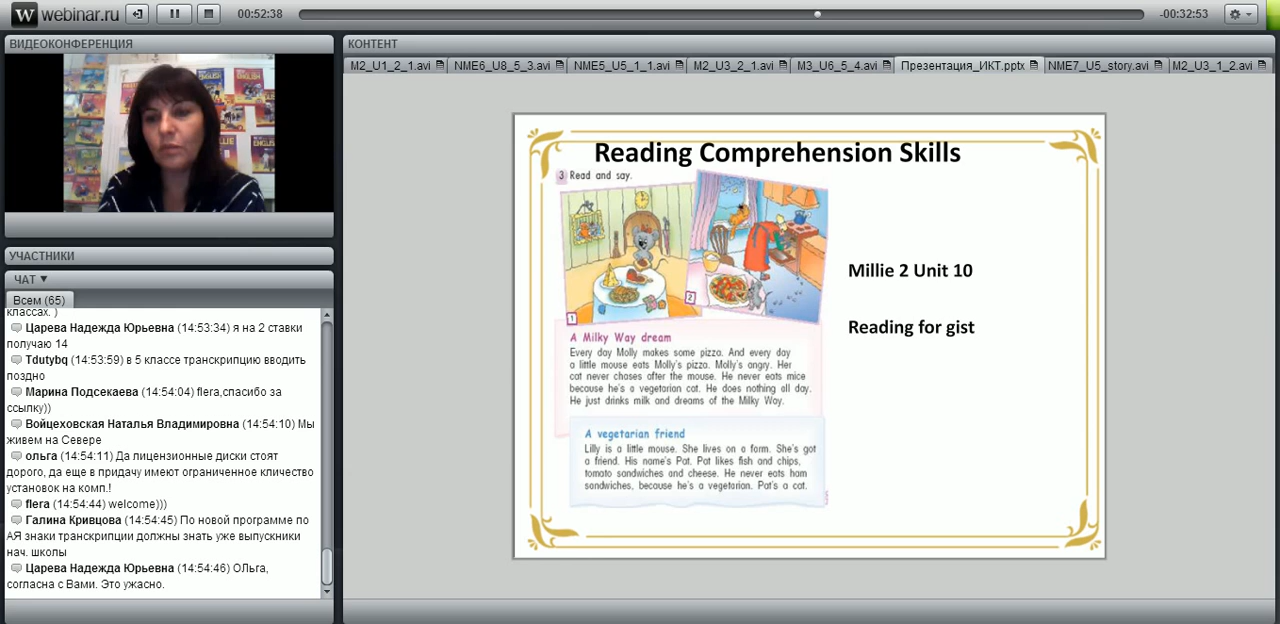 webinar.ru
00:52:38
-00:32:53
ВИДЕОКОНФЕРЕНЦИЯ
УЧАСТНИКИ
ЧАТ ▼
Всем (65)
классах. )
Царева Надежда Юрьевна (14:53:34) я на 2 ставки
получаю 14
Tdutybq (14:53:59) в 5 классе транскрипцию вводить
поздно
Марина Подсекаева (14:54:04) flera,спасибо за
ссылку))
Войцеховская Наталья Владимировна (14:54:10) Мы
живем на Севере
ольга (14:54:11) Да лицензионные диски стоят
дорого, да еще в придачу имеют ограниченное кличество
установок на комп.!
flera (14:54:44) welcome)))
Галина Кривцова (14:54:45) По новой программе по
АЯ знаки транскрипции должны знать уже выпускники
нач. школы
Царева Надежда Юрьевна (14:54:46) ОЛьга,
согласна с Вами. Это ужасно.
КОНТЕНТ
M2_U1_2_1.avi NME6_U8_5_3.avi NME5_U5_1_1.avi M2_U3_2_1.avi M3_U6_5_4.avi Презентация_ИКТ.pptx NME7_U5_story.avi M2_U3_1_2.avi
Reading Comprehension Skills
3 Read and say.
1
2
A Milky Way dream
Every day Molly makes some pizza. And every day
a little mouse eats Molly's pizza. Molly's angry. Her
cat never chases after the mouse. He never eats mice
because he's a vegetarian cat. He does nothing all day.
He just drinks milk and dreams of the Milky Way.
A vegetarian friend
Lilly is a little mouse. She lives on a farm. She's got
a friend. His name's Pat. Pat likes fish and chips,
tomato sandwiches and cheese. He never eats ham
sandwiches, because he's a vegetarian. Pat's a cat.
Millie 2 Unit 10
Reading for gist